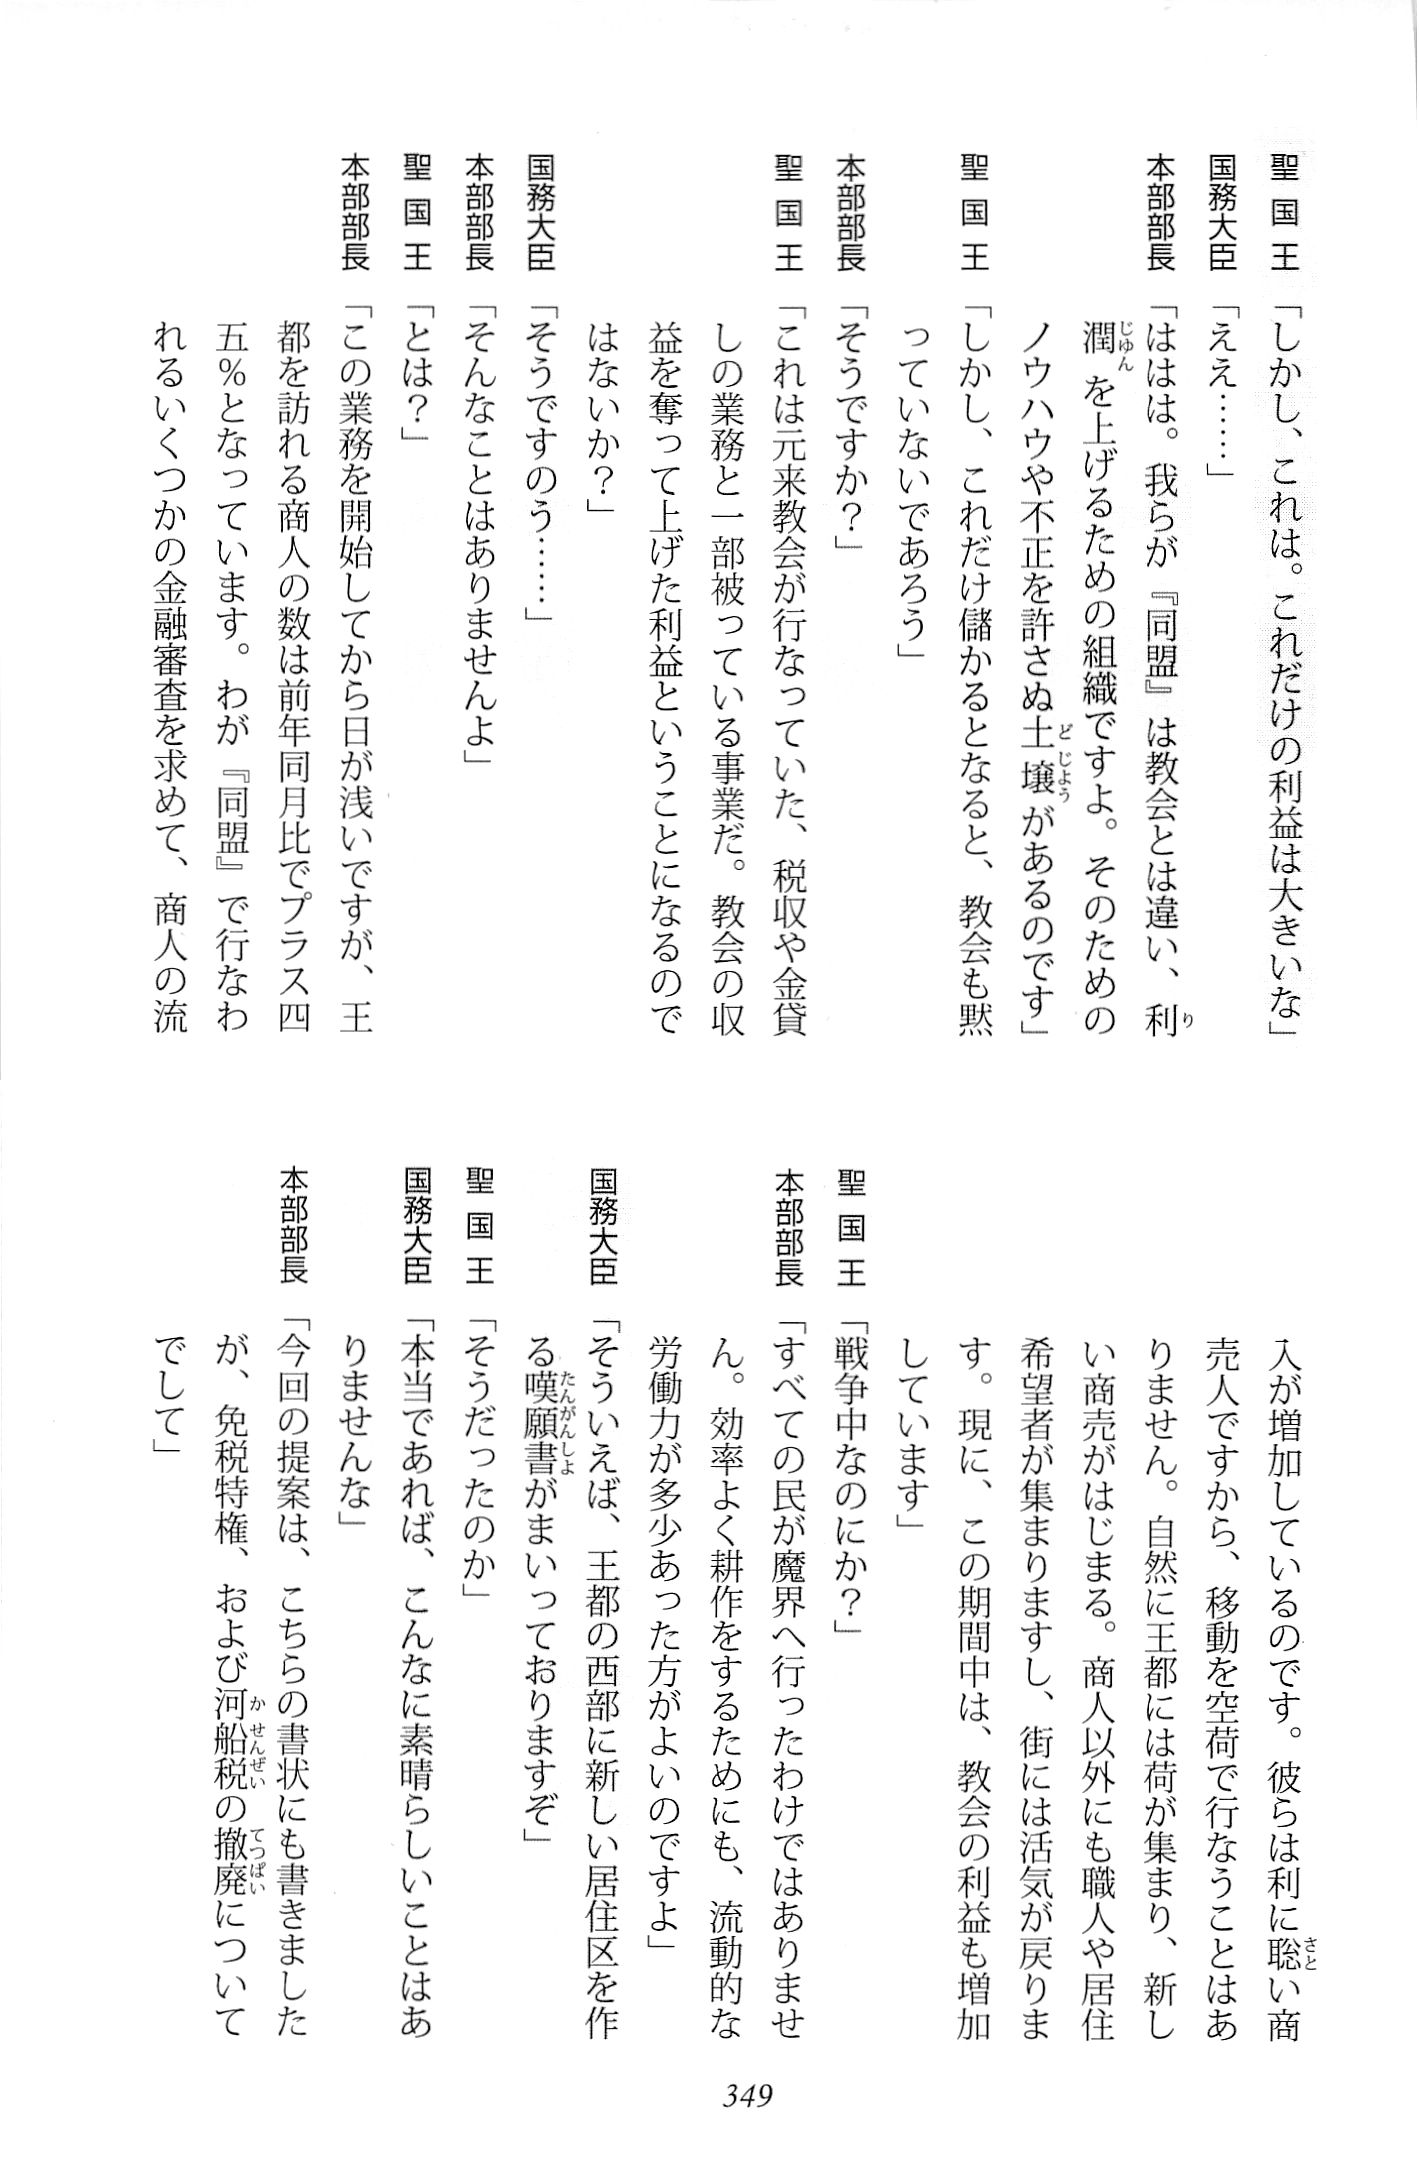 聖国王「しかし、これは。これだけの利益は大きいな」
国務大臣「ええ……」
本部部長「ははは。我らが『同盟』は教会とは違い、利
潤を上げるための組織ですよ。そのための
ノウハウや不正を許さぬ土壌があるのです」
聖国王「しかし、これだけ儲かるとなると、教会も黙
っていないであろう」
本部部長「そうですか？」
聖国王「これは元来教会が行なっていた、税収や金貸
しの業務と一部被っている事業だ。教会の収
益を奪って上げた利益ということになるので
はないか？」
国務大臣「そうですのう……」
本部部長「そんなことはありませんよ」
聖国王「とは？」
本部部長「この業務を開始してから日が浅いですが、王
都を訪れる商人の数は前年同月比でプラス四
五％となっています。わが『同盟』で行なわ
れるいくつかの金融審査を求めて、商人の流
入が増加しているのです。彼らは利に聡い商
売人ですから、移動を空荷で行なうことはあ
りません。自然に王都には荷が集まり、新し
い商売がはじまる。商人以外にも職人や居住
希望者が集まりますし、街には活気が戻りま
す。現に、この期間中は、教会の利益も増加
しています」
聖国王「戦争中なのにか？」
本部部長「すべての民が魔界へ行ったわけではありませ
ん。効率よく耕作をするためにも、流動的な
労働力が多少あった方がよいのですよ」
国務大臣「そういえば、王都の西部に新しい居住区を作
る嘆願書がまいっておりますぞ」
聖国王「そうだったのか」
国務大臣「本当であれば、こんなに素晴らしいことはあ
りませんな」
本部部長「今回の提案は、こちらの書状にも書きました
が、免税特権、および河船税の撤廃について
でして」
349